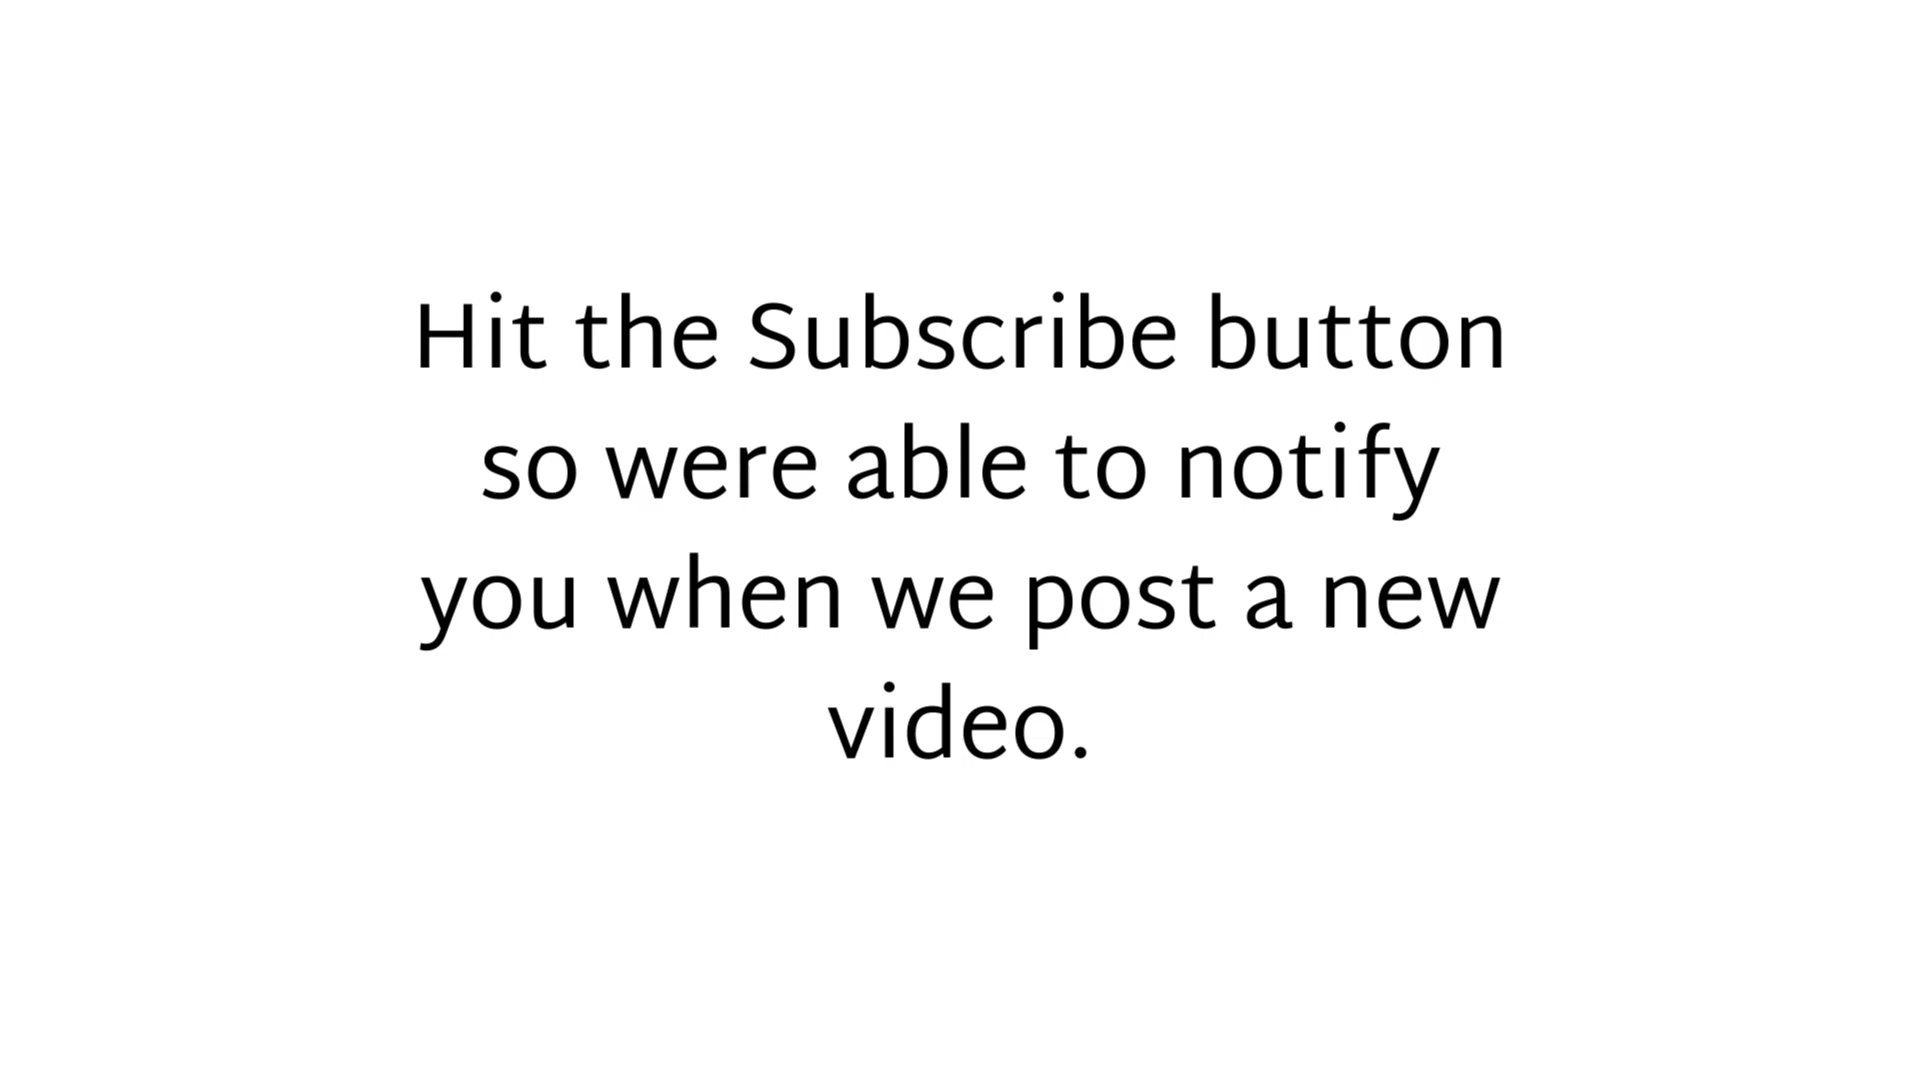 Hit the Subscribe button
so were able to notify
you when we post a new
video.